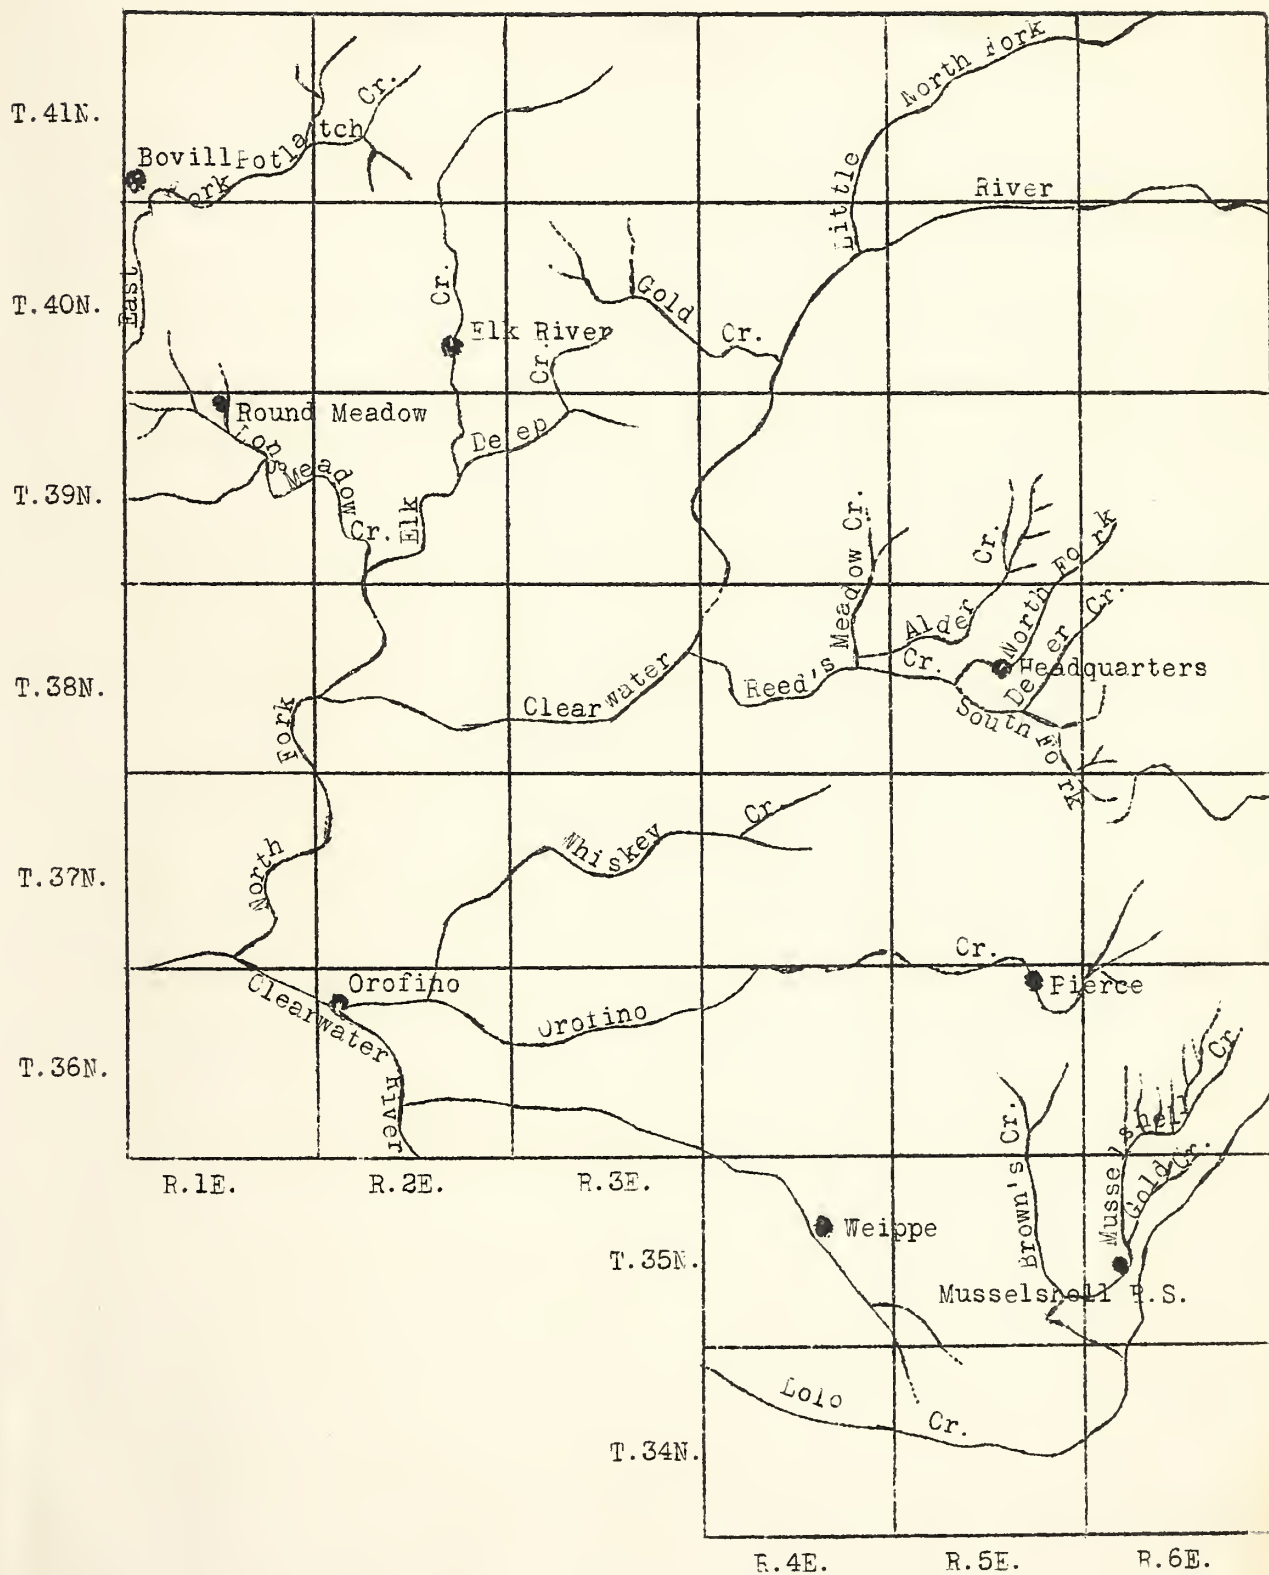 T.41N.
T.40N.
T.39N.
T.38N.
T.37N.
T.36N.
T.35N.
T.34N.
R.1E.
R.2E.
R.3E.
R.4E.
R.5E.
R.6E.
Bovill
East Fork Potlatch Cr.
Little North Fork
River
Gold Cr.
Elk River
Cr.
Deep Cr.
Round Meadow
Long Meadow Cr.
Elk
Meadow Cr.
Alder Cr.
North Fork
Deer Cr.
Headquarters
Reed's Cr.
South Fork
Clearwater
Fork
North
Whiskey Cr.
Orofino
Clearwater River
Orofino Cr.
Pierce
Brown's Cr.
Musselshell Cr.
Gold Cr.
Weippe
Musselshell R.S.
Lolo Cr.